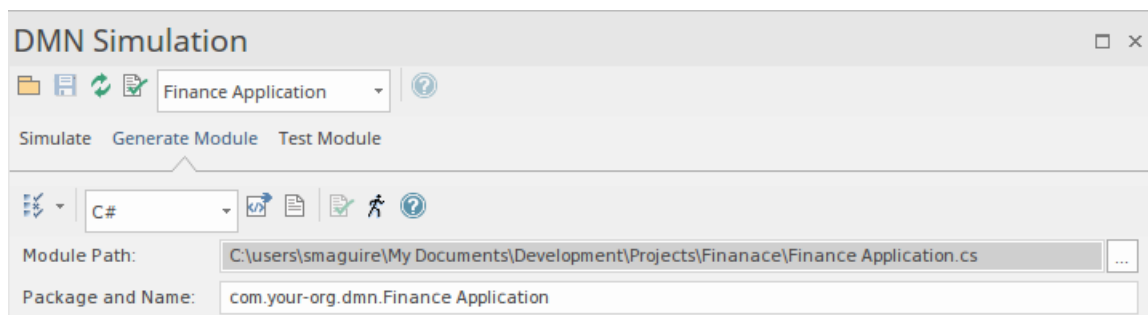 DMN Simulation
Finance Application
Simulate Generate Module Test Module
C#
Module Path: C:\users\smaguire\My Documents\Development\Projects\Finanace\Finance Application.cs ...
Package and Name: com.your-org.dmn.Finance Application